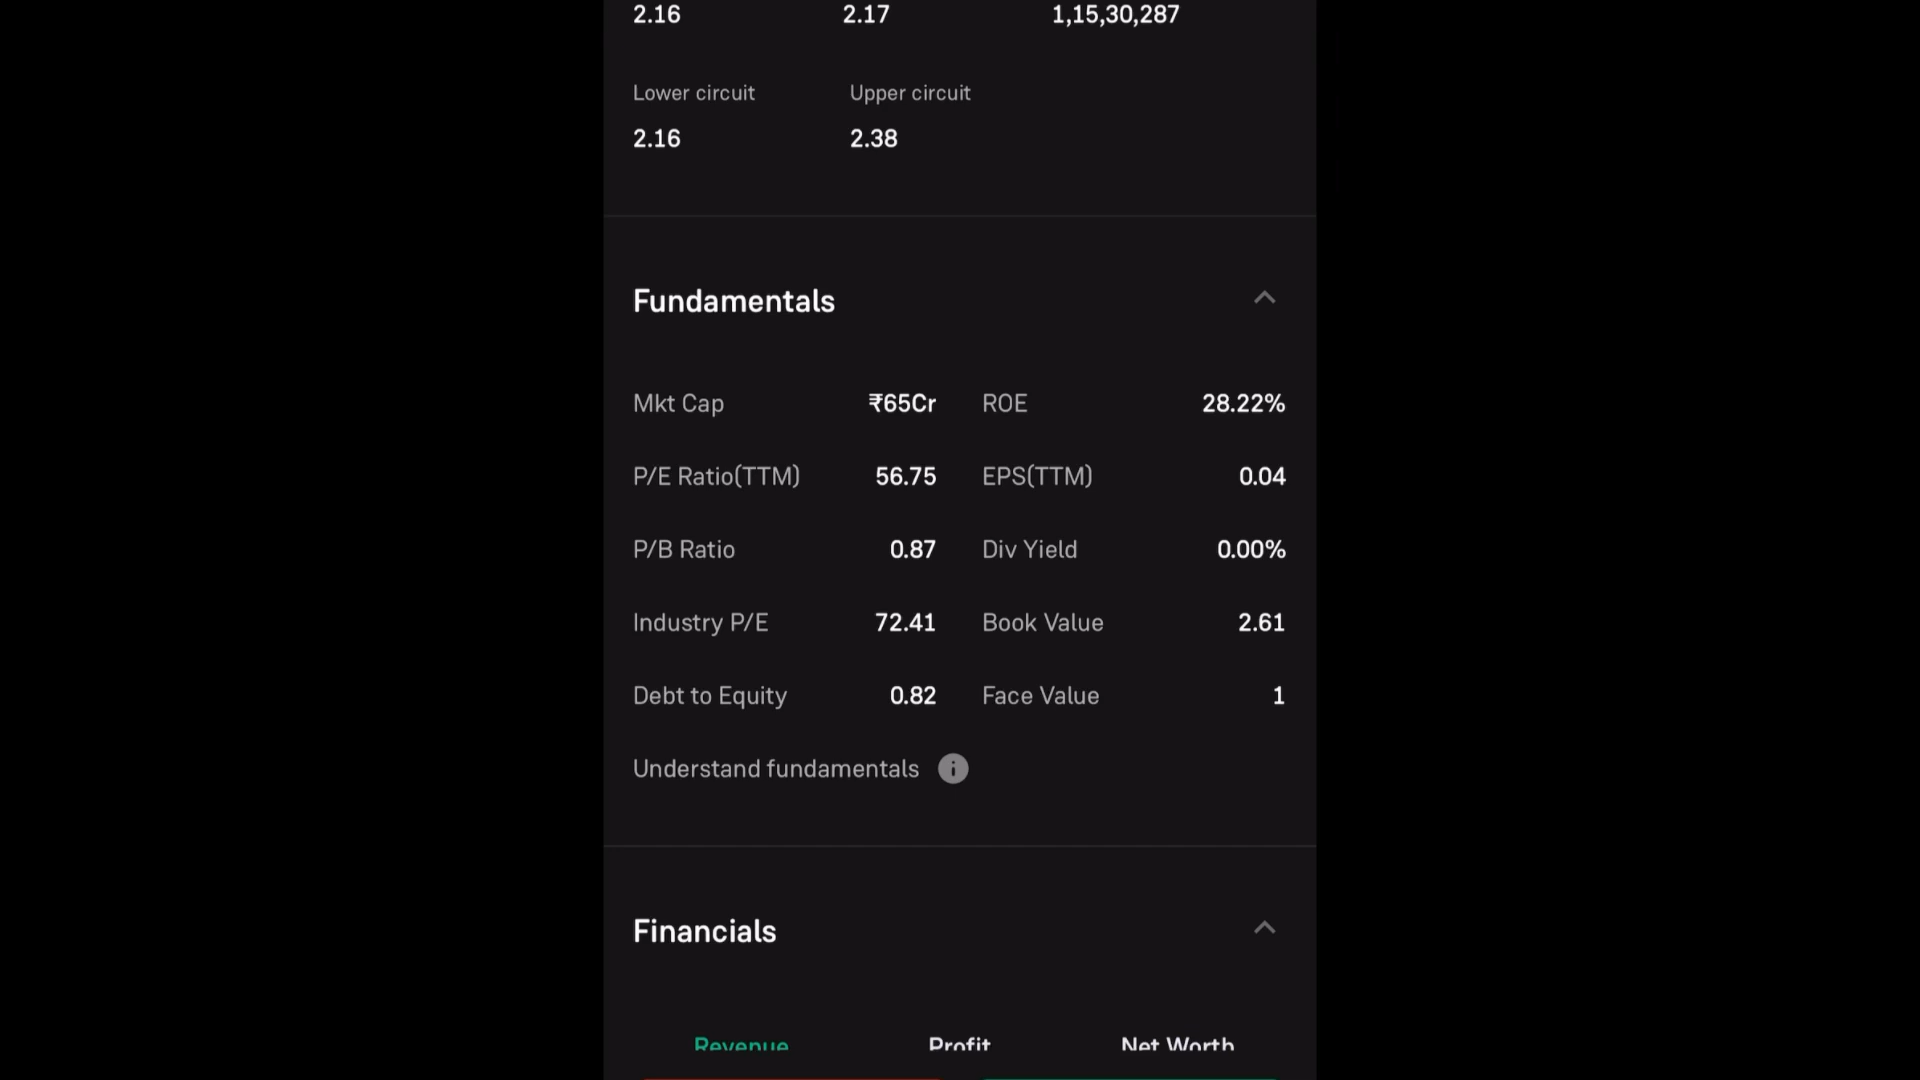 2.16 2.17 1,15,30,287
Lower circuit Upper circuit
2.16 2.38
Fundamentals
Mkt Cap ₹65Cr ROE 28.22%
P/E Ratio(TTM) 56.75 EPS(TTM) 0.04
P/B Ratio 0.87 Div Yield 0.00%
Industry P/E 72.41 Book Value 2.61
Debt to Equity 0.82 Face Value 1
Understand fundamentals
Financials
Revenue Profit Net Worth